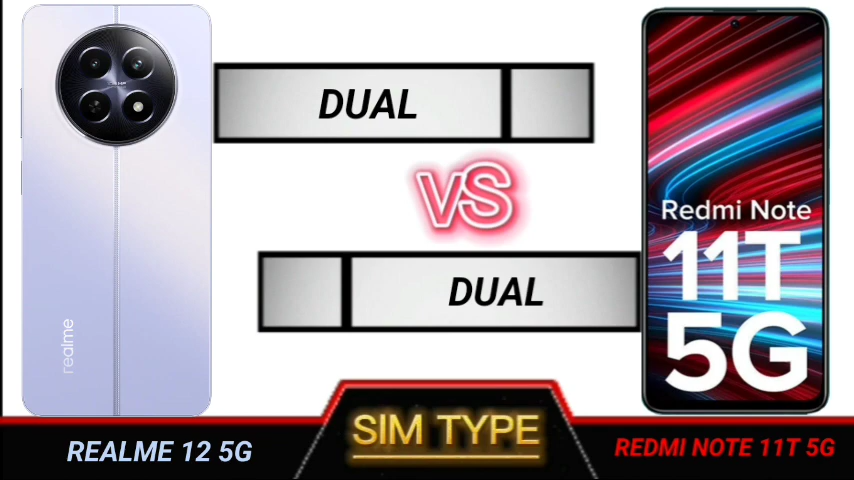 DUAL
VS
DUAL
Redmi Note
11T
5G
realme
SIM TYPE
REALME 12 5G
REDMI NOTE 11T 5G